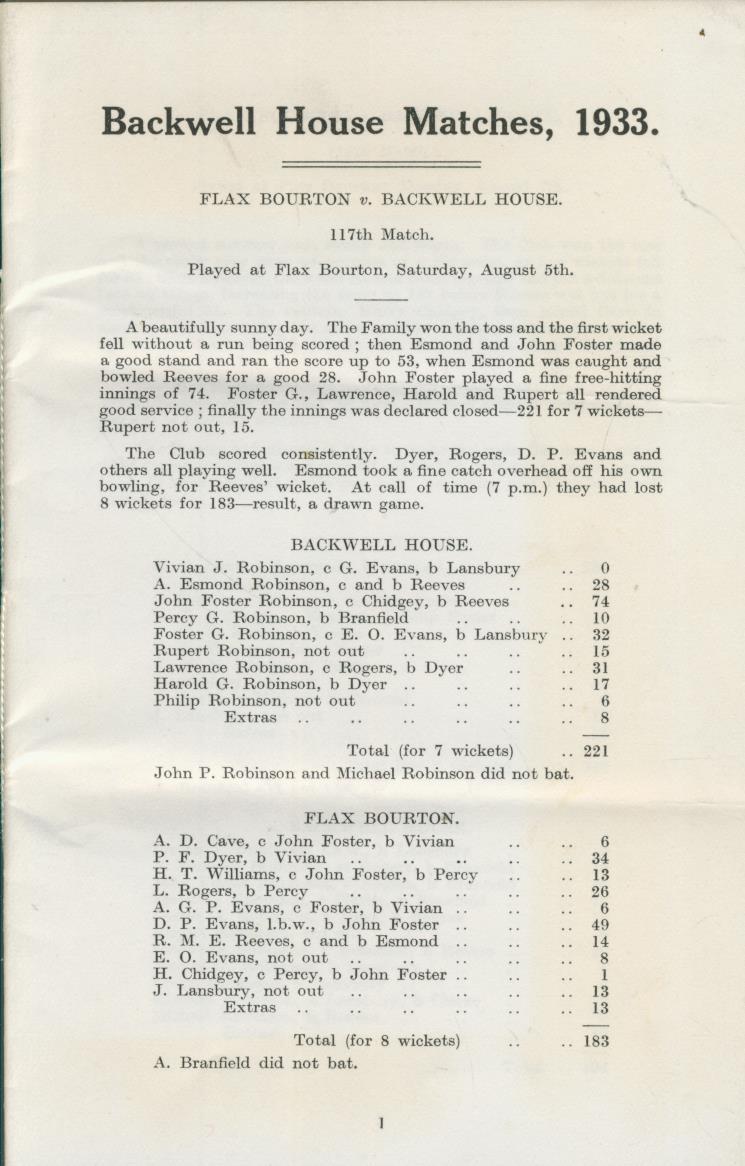 Backwell House Matches, 1933.
FLAX BOURTON v. BACKWELL HOUSE.
117th Match.
Played at Flax Bourton, Saturday, August 5th.
A beautifully sunny day. The Family won the toss and the first wicket
fell without a run being scored ; then Esmond and John Foster made
a good stand and ran the score up to 53, when Esmond was caught and
bowled Reeves for a good 28. John Foster played a fine free-hitting
innings of 74. Foster G., Lawrence, Harold and Rupert all rendered
good service ; finally the innings was declared closed—221 for 7 wickets—
Rupert not out, 15.
The Club scored consistently. Dyer, Rogers, D. P. Evans and
others all playing well. Esmond took a fine catch overhead off his own
bowling, for Reeves' wicket. At call of time (7 p.m.) they had lost
8 wickets for 183—result, a drawn game.
BACKWELL HOUSE.
Vivian J. Robinson, c G. Evans, b Lansbury .. 0
A. Esmond Robinson, c and b Reeves .. .. 28
John Foster Robinson, c Chidgey, b Reeves .. 74
Percy G. Robinson, b Branfield .. .. .. 10
Foster G. Robinson, c E. O. Evans, b Lansbury .. 32
Rupert Robinson, not out .. .. .. .. 15
Lawrence Robinson, c Rogers, b Dyer .. .. 31
Harold G. Robinson, b Dyer .. .. .. .. 17
Philip Robinson, not out .. .. .. .. 6
Extras .. .. .. .. .. .. 8
Total (for 7 wickets) .. 221
John P. Robinson and Michael Robinson did not bat.
FLAX BOURTON.
A. D. Cave, c John Foster, b Vivian .. .. 6
P. F. Dyer, b Vivian .. .. .. .. .. 34
H. T. Williams, c John Foster, b Percy .. .. 13
L. Rogers, b Percy .. .. .. .. .. 26
A. G. P. Evans, c Foster, b Vivian .. .. .. 6
D. P. Evans, l.b.w., b John Foster .. .. .. 49
R. M. E. Reeves, c and b Esmond .. .. .. 14
E. O. Evans, not out .. .. .. .. .. 8
H. Chidgey, c Percy, b John Foster .. .. .. 1
J. Lansbury, not out .. .. .. .. .. 13
Extras .. .. .. .. .. .. 13
Total (for 8 wickets) .. .. 183
A. Branfield did not bat.
1